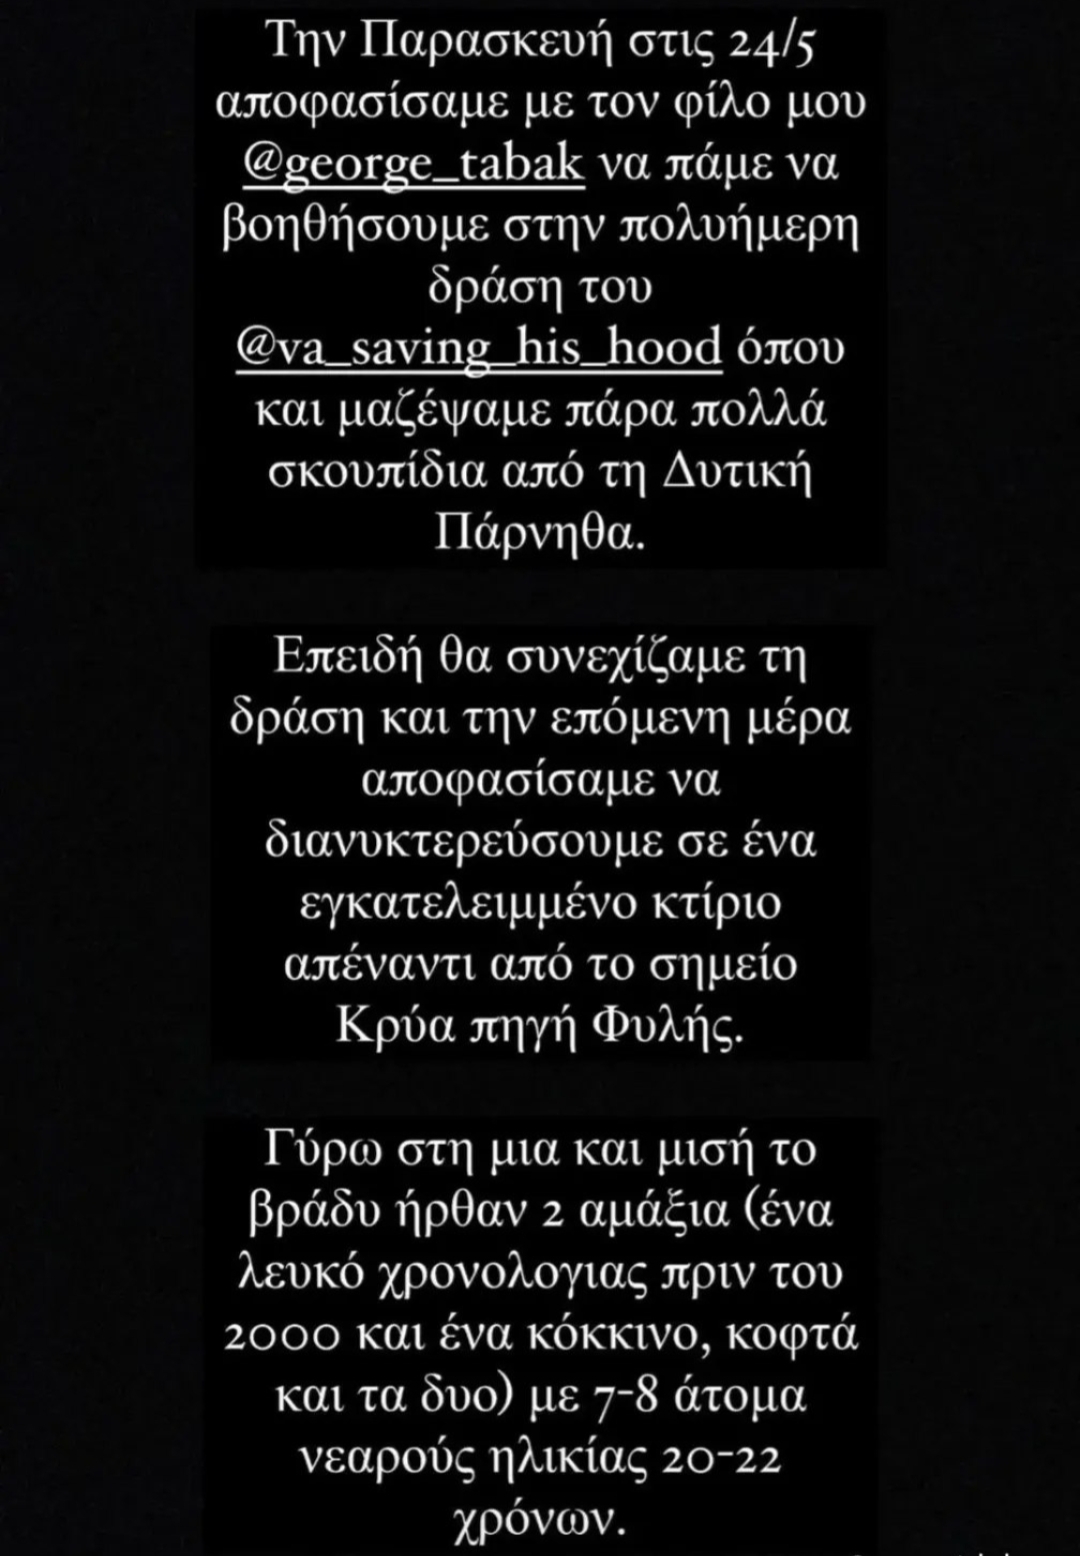 Την Παρασκευή στις 24/5
αποφασίσαμε με τον φίλο μου
@george_tabak να πάμε να
βοηθήσουμε στην πολυήμερη
δράση του
@va_saving_his_hood όπου
και μαζέψαμε πάρα πολλά
σκουπίδια από τη Δυτική
Πάρνηθα.
Επειδή θα συνεχίζαμε τη
δράση και την επόμενη μέρα
αποφασίσαμε να
διανυκτερεύσουμε σε ένα
εγκατελειμμένο κτίριο
απέναντι από το σημείο
Κρύα πηγή Φυλής.
Γύρω στη μια και μισή το
βράδυ ήρθαν 2 αμάξια (ένα
λευκό χρονολογιας πριν του
2000 και ένα κόκκινο, κοφτά
και τα δυο) με 7-8 άτομα
νεαρούς ηλικίας 20-22
χρόνων.